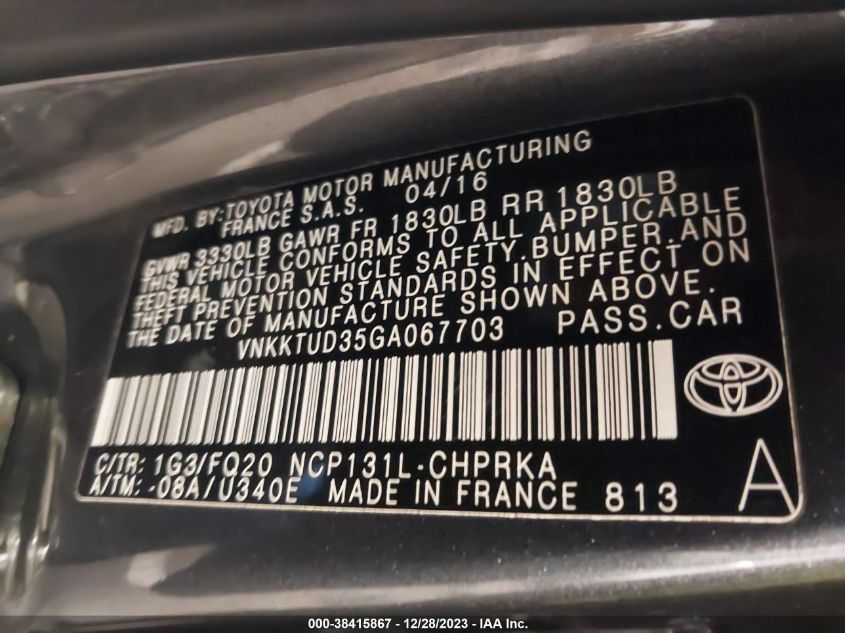 MFD. BY:TOYOTA MOTOR MANUFACTURING
FRANCE S.A.S. 04/16
GVWR 3330LB GAWR FR 1830LB RR 1830LB
THIS VEHICLE CONFORMS TO ALL APPLICABLE
FEDERAL MOTOR VEHICLE SAFETY,BUMPER,AND
THEFT PREVENTION STANDARDS IN EFFECT ON
THE DATE OF MANUFACTURE SHOWN ABOVE.
VNKKTUD35GA067703 PASS.CAR
C/TR: 1G3/FQ20 NCP131L-CHPRKA
A/TM: -08A/U340E MADE IN FRANCE 813
A
000-38415867 - 12/28/2023 - IAA Inc.